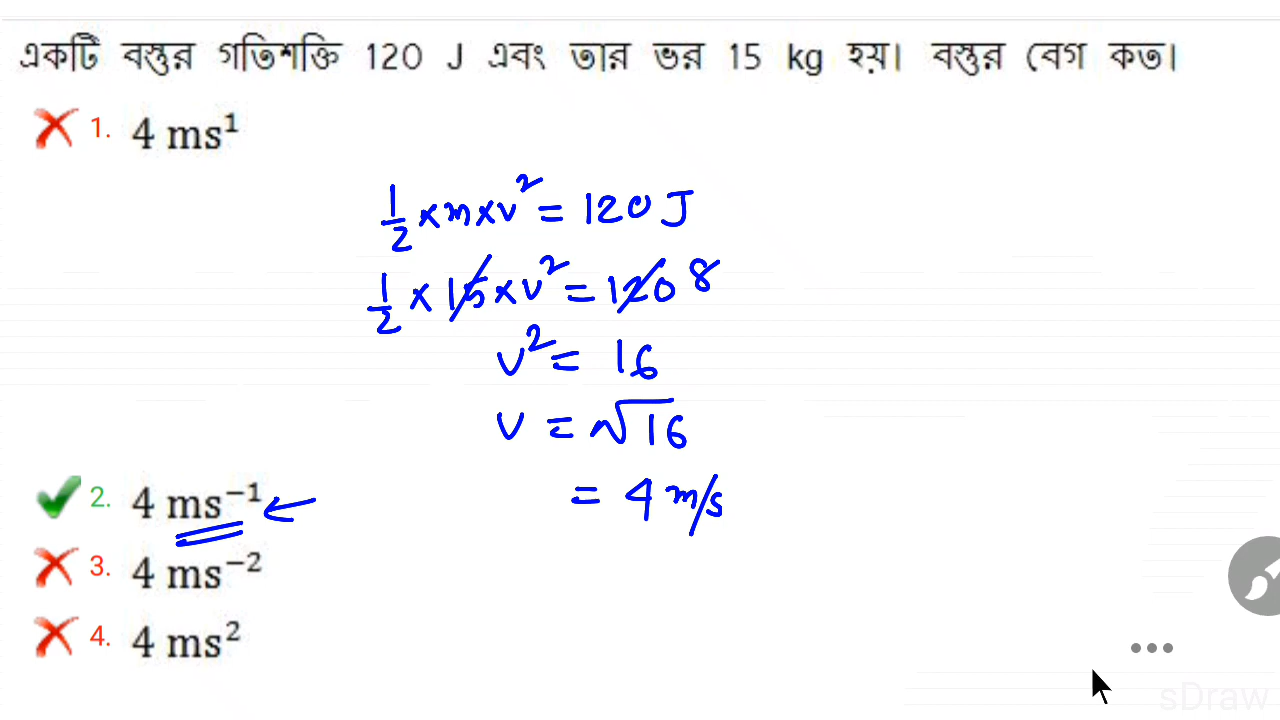 একটি বস্তুর গতিশক্তি 120 J এবং তার ভর 15 kg হয়। বস্তুর বেগ কত।
1. 4 ms¹
½ × m × v² = 120 J
½ × 15 × v² = 120 8
v² = 16
v = √16
= 4 m/s
2. 4 ms⁻¹
3. 4 ms⁻²
4. 4 ms²
sDraw